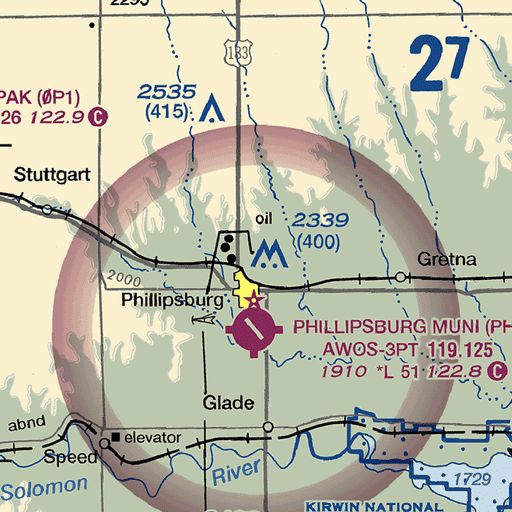 2295
183
27
PAK (ØP1)
26 122.9 C
2535
(415)
Stuttgart
oil
2339
(400)
Gretna
2000
Phillipsburg
PHILLIPSBURG MUNI (PH
AWOS-3PT 119.125
1910 *L 51 122.8 C
Glade
abnd
elevator
Speed
Solomon
River
1729
KIRWIN NATIONAL